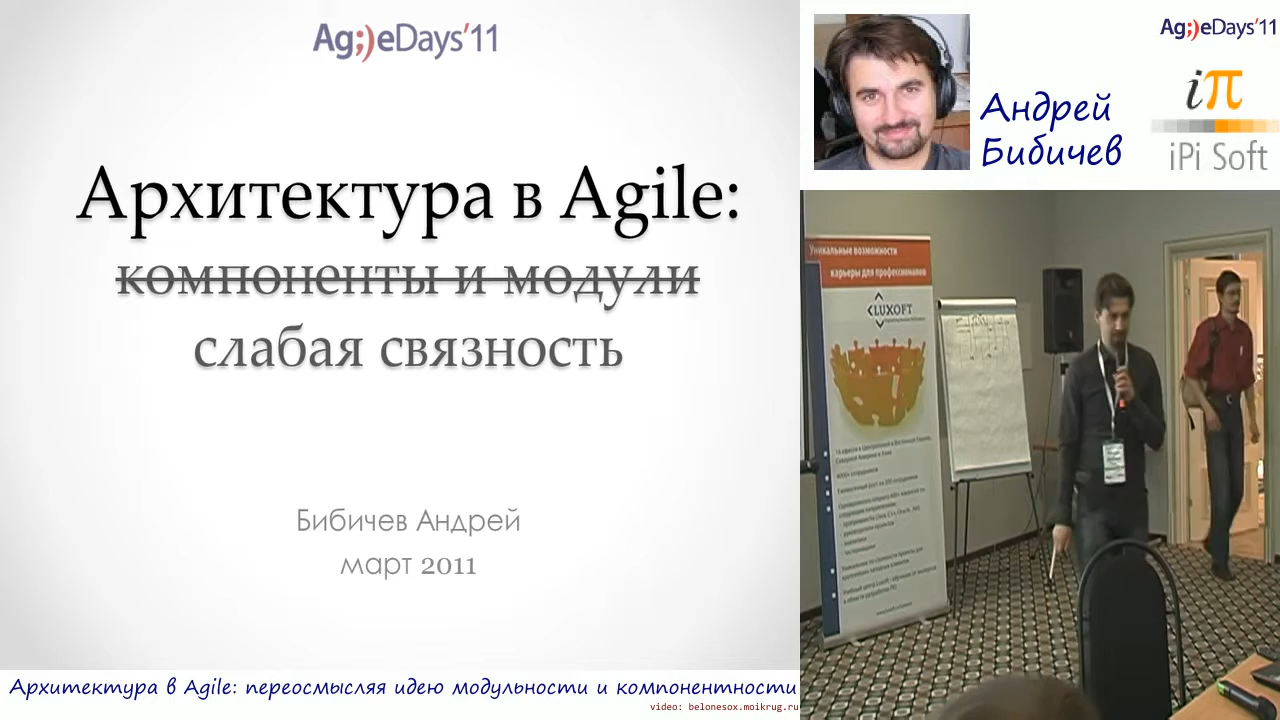 Ag;)eDays'11
Архитектура в Agile:
компоненты и модули
слабая связность
Бибичев Андрей
март 2011
Архитектура в Agile: переосмысляя идею модульности и компонентности
video: belonesox.moikrug.ru
Андрей
Бибичев
Ag;)eDays'11
iπ
iPi Soft
Уникальные возможности
карьеры для профессионалов
LUXOFT